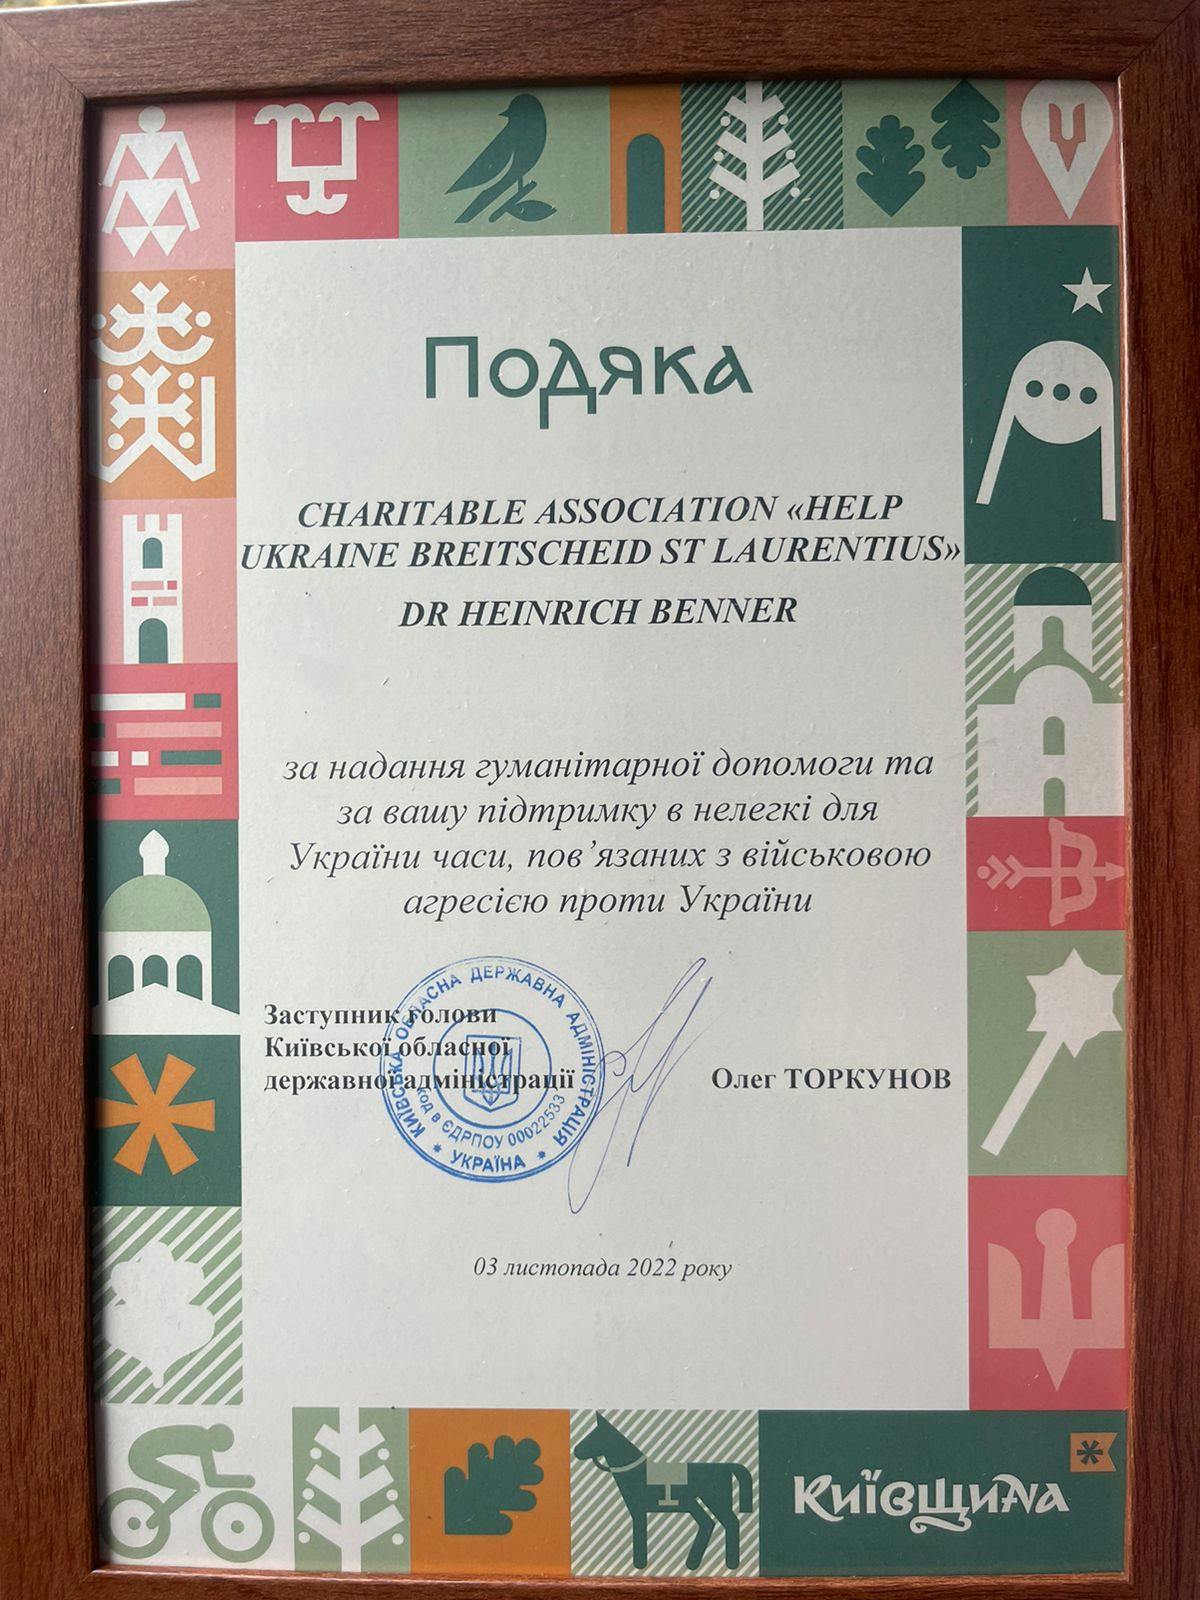 Подяка
CHARITABLE ASSOCIATION «HELP
UKRAINE BREITSCHEID ST LAURENTIUS»
DR HEINRICH BENNER
за надання гуманітарної допомоги та
за вашу підтримку в нелегкі для
України часи, пов’язаних з військовою
агресією проти України
Заступник голови
Київської обласної
державної адміністрації
Олег ТОРКУНОВ
КИЇВСЬКА ОБЛАСНА ДЕРЖАВНА АДМІНІСТРАЦІЯ
* УКРАЇНА *
код в ЄДРПОУ 00022533
03 листопада 2022 року
Київщина